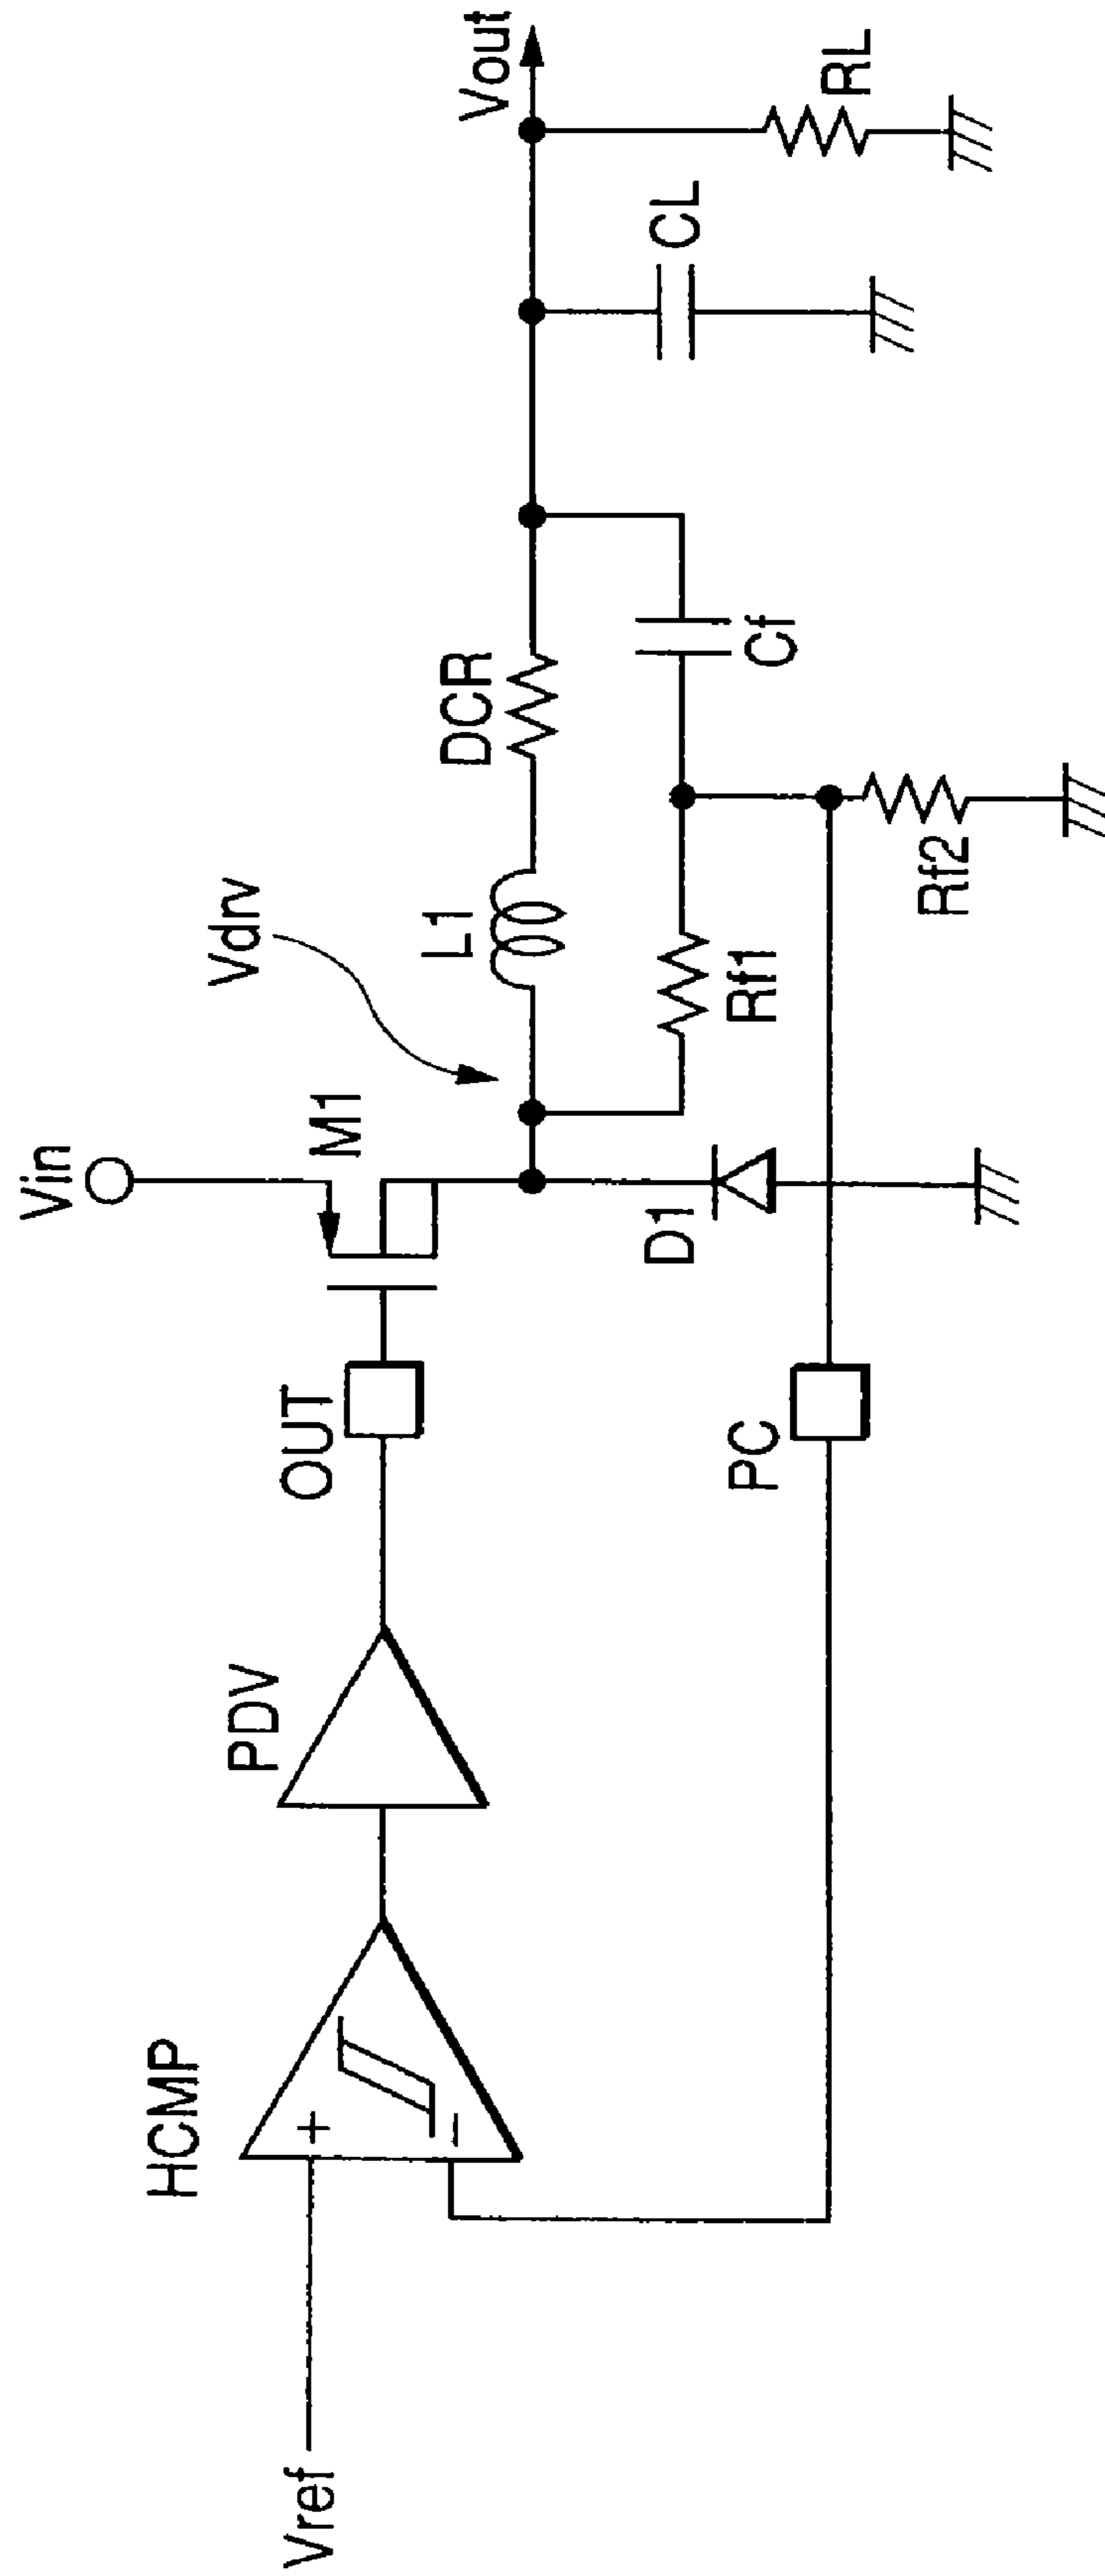 Vref
HCMP
+
−
PDV
OUT
Vin
M1
Vdrv
L1
DCR
Vout
D1
Rf1
Cf
CL
RL
PC
Rf2